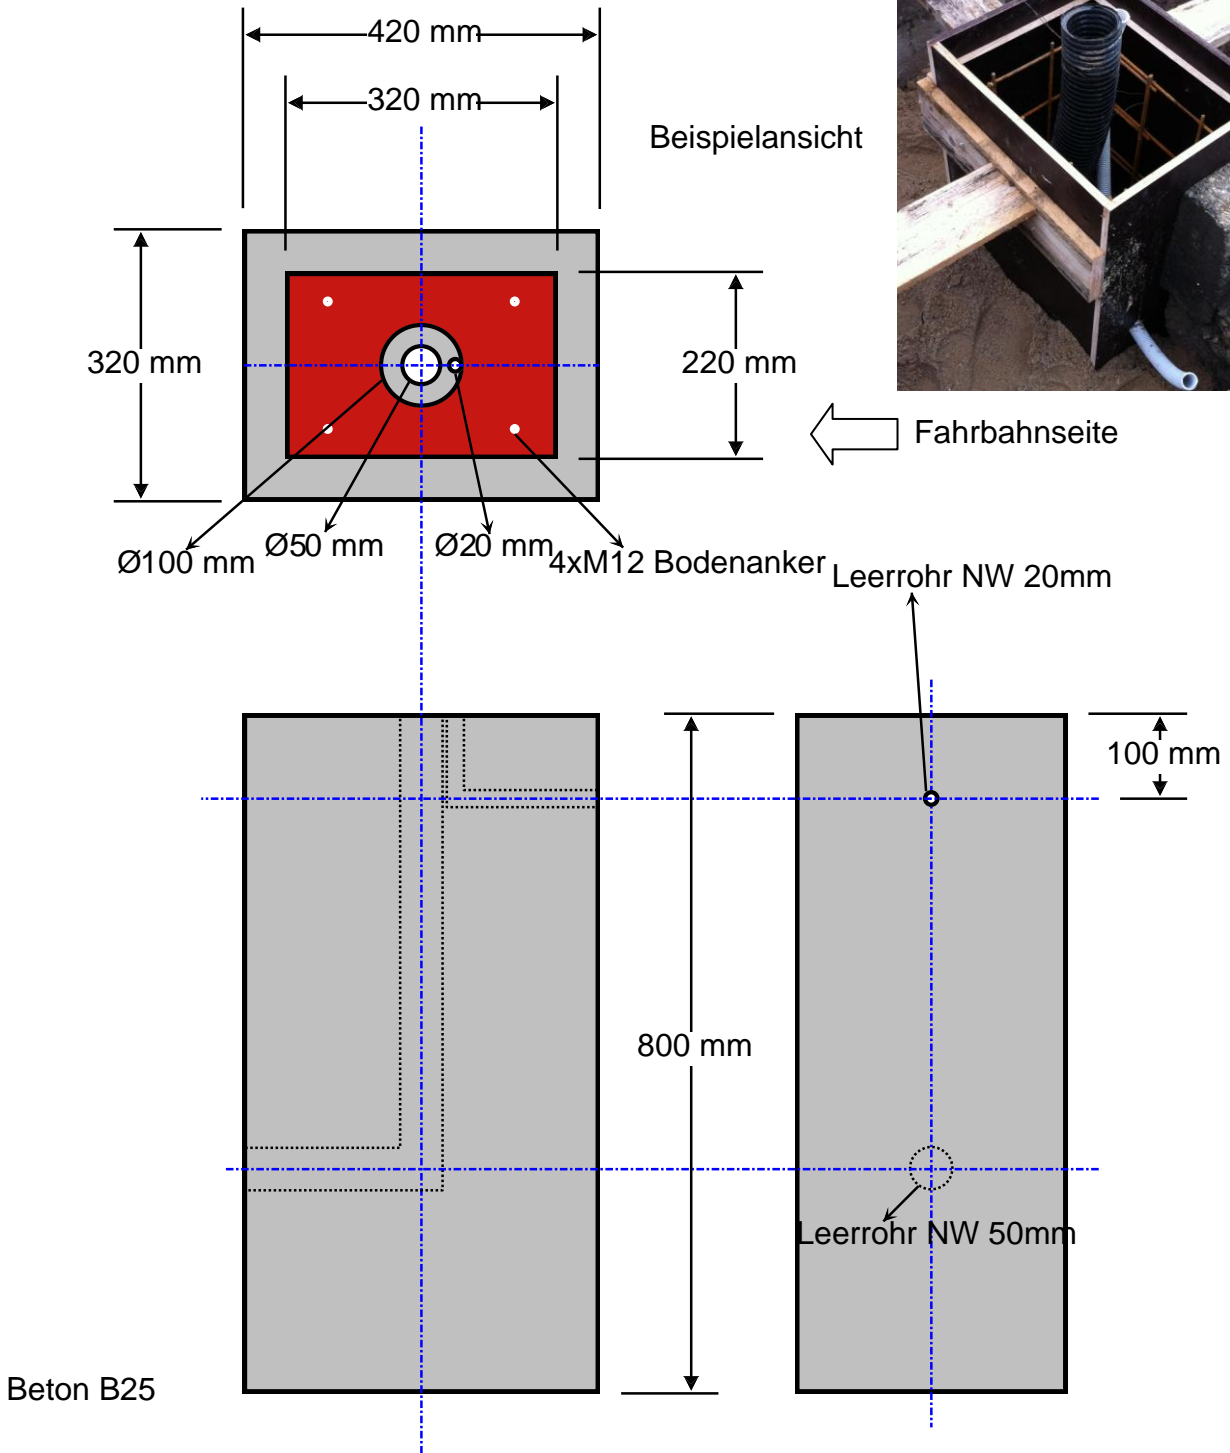 420 mm
320 mm
Beispielansicht
320 mm
220 mm
Fahrbahnseite
Ø100 mm
Ø50 mm
Ø20 mm
4xM12 Bodenanker
Leerrohr NW 20mm
100 mm
800 mm
Leerrohr NW 50mm
Beton B25